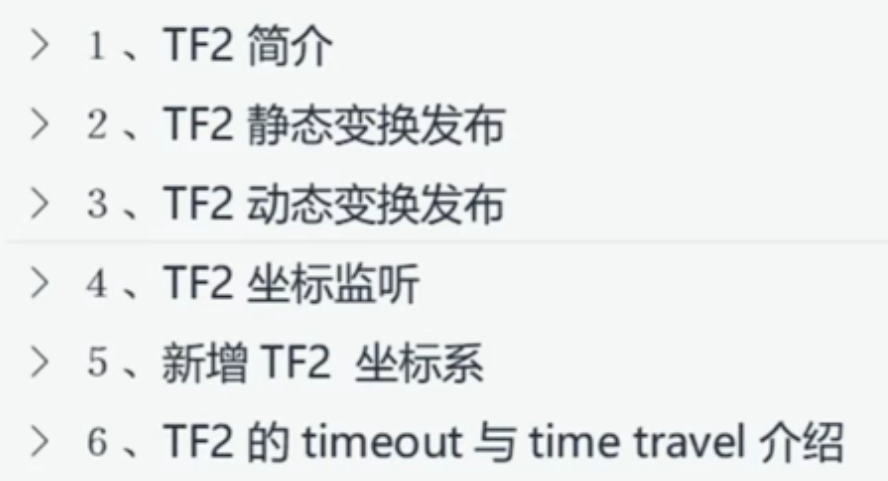 1、TF2 简介
2、TF2 静态变换发布
3、TF2 动态变换发布
4、TF2 坐标监听
5、新增 TF2 坐标系
6、TF2 的 timeout 与 time travel 介绍